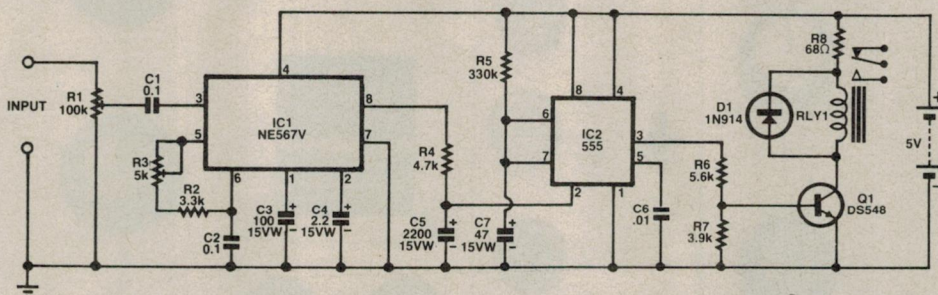 INPUT
R1
100k
C1
0.1
3
4
IC1
NE567V
8
7
5
6
1
2
R3
5k
R2
3.3k
C2
0.1
C3
100
15VW
+
-
C4
2.2
15VW
+
-
R4
4.7k
C5
2200
15VW
+
-
R5
330k
C7
47
15VW
+
-
6
7
8
4
IC2
555
3
5
2
1
C6
.01
R6
5.6k
R7
3.9k
D1
1N914
RLY1
R8
68Ω
Q1
DS548
+
5V
-